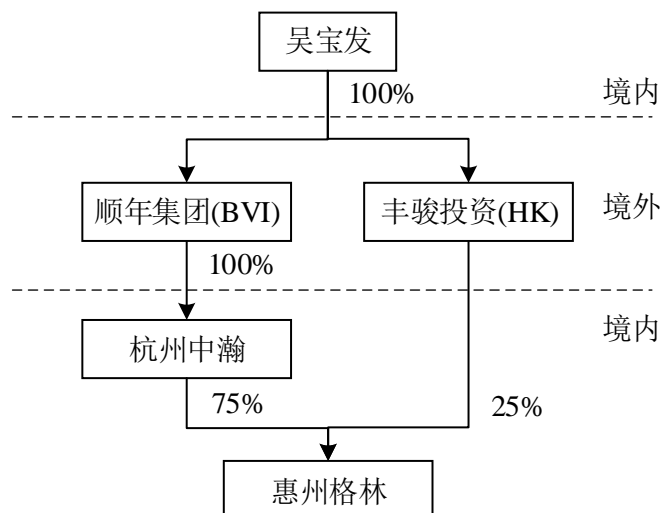 吴宝发
100%
境内
顺年集团(BVI)
丰骏投资(HK)
境外
100%
杭州中瀚
境内
75%
25%
惠州格林